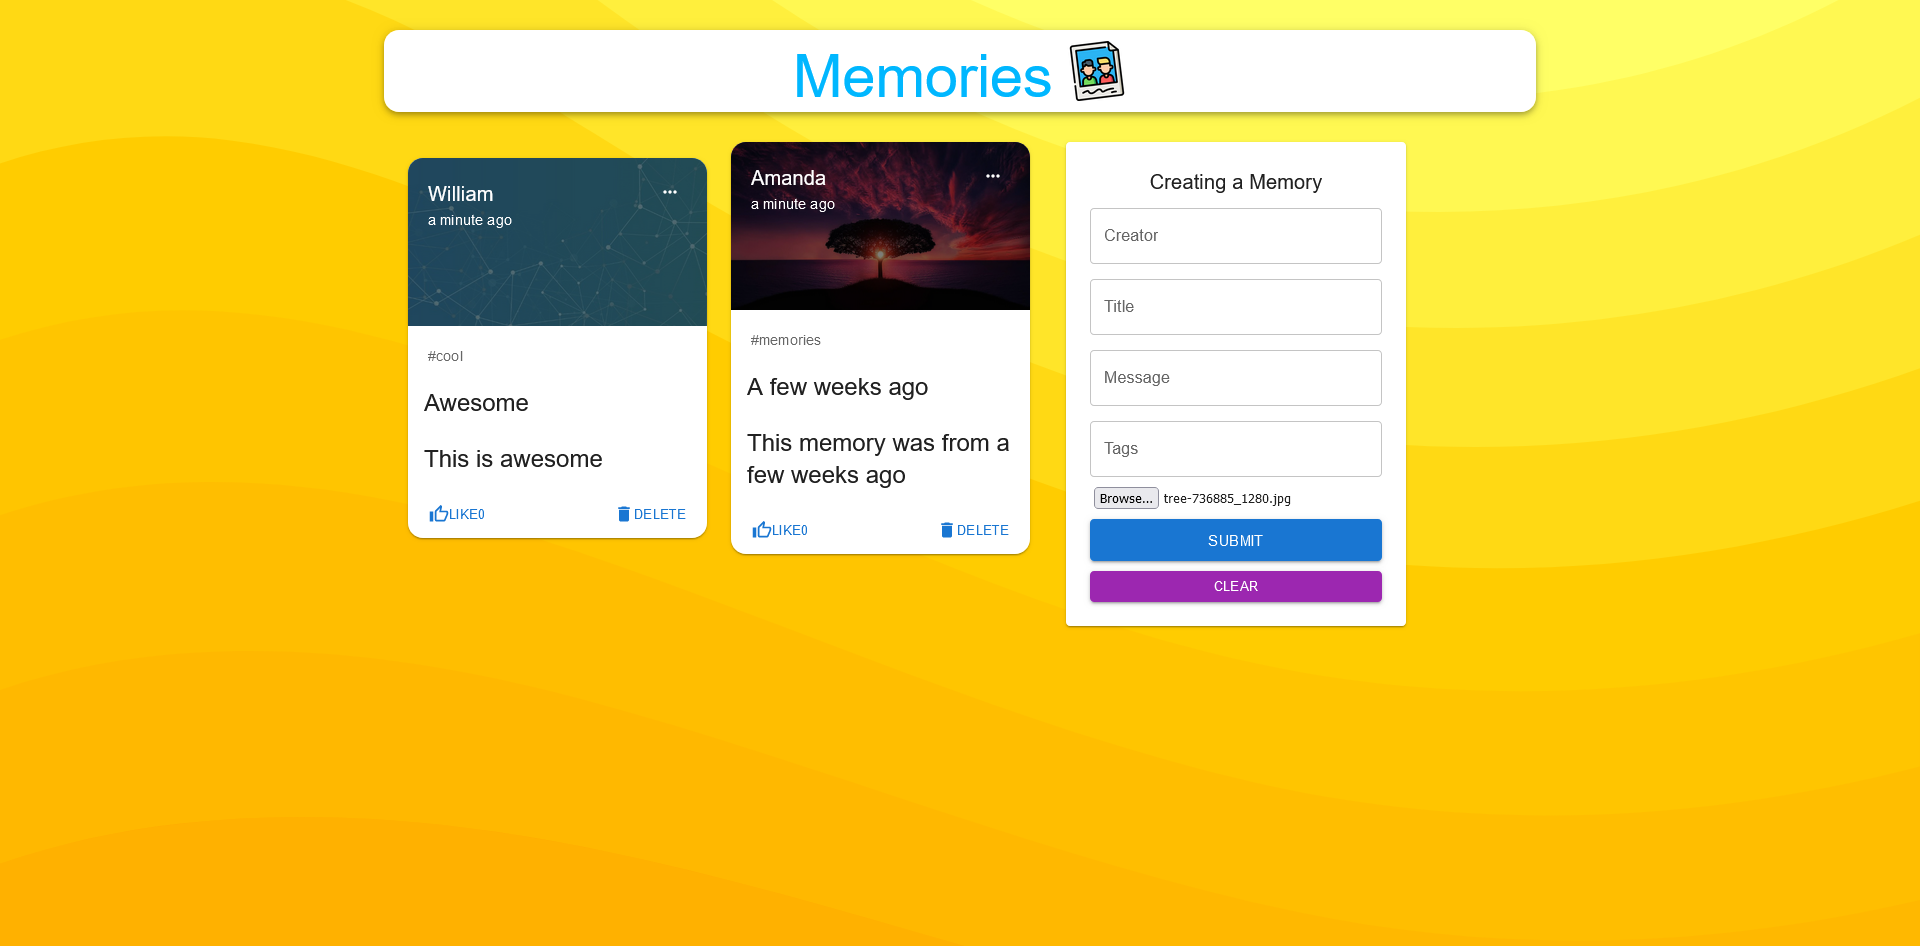 Memories
William
a minute ago
#cool
Awesome
This is awesome
LIKE0
DELETE
Amanda
a minute ago
#memories
A few weeks ago
This memory was from a
few weeks ago
LIKE0
DELETE
Creating a Memory
Creator
Title
Message
Tags
Browse... tree-736885_1280.jpg
SUBMIT
CLEAR